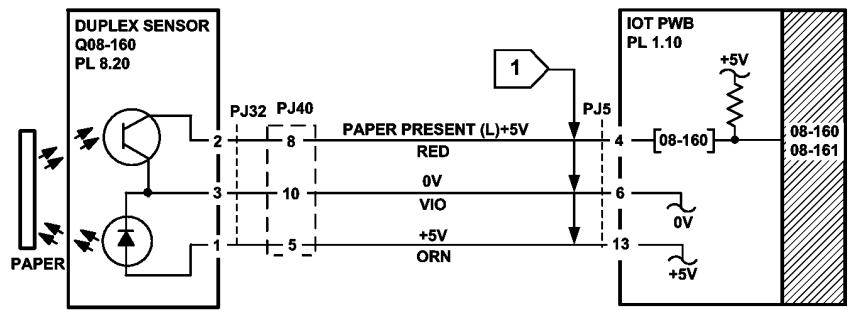 DUPLEX SENSOR
Q08-160
PL 8.20
IOT PWB
PL 1.10
+5V
1
PJ32 PJ40
PJ5
2 8 PAPER PRESENT (L)+5V 4 [08-160] 08-160
RED 08-161
3 10 0V 6
VIO
0V
1 5 +5V 13
ORN
+5V
PAPER